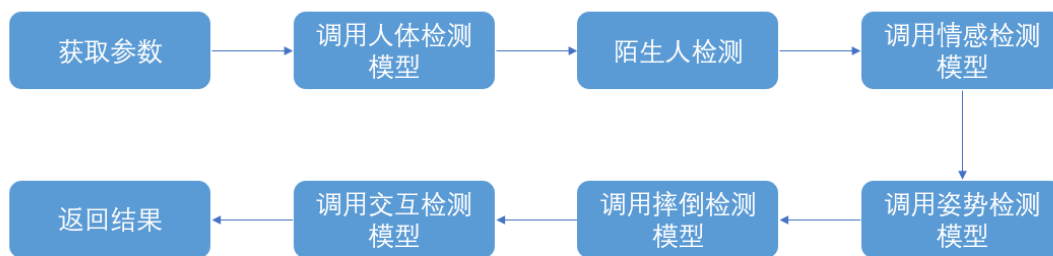 获取参数
调用人体检测
模型
陌生人检测
调用情感检测
模型
调用姿势检测
模型
调用摔倒检测
模型
调用交互检测
模型
返回结果